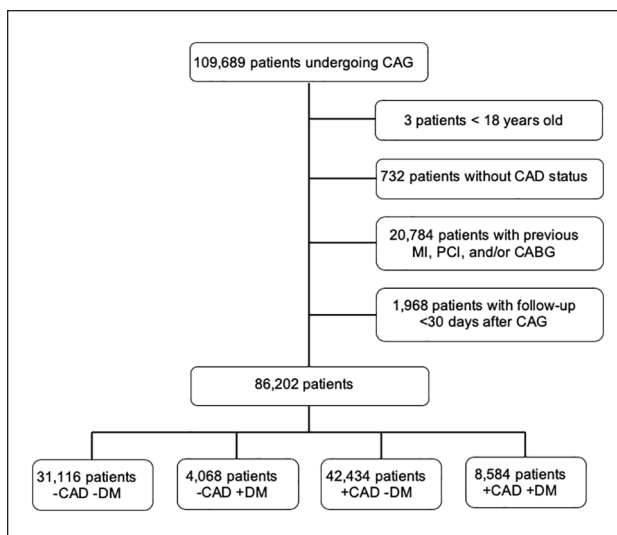 109,689 patients undergoing CAG
3 patients < 18 years old
732 patients without CAD status
20,784 patients with previous
MI, PCI, and/or CABG
1,968 patients with follow-up
<30 days after CAG
86,202 patients
31,116 patients
-CAD -DM
4,068 patients
-CAD +DM
42,434 patients
+CAD -DM
8,584 patients
+CAD +DM